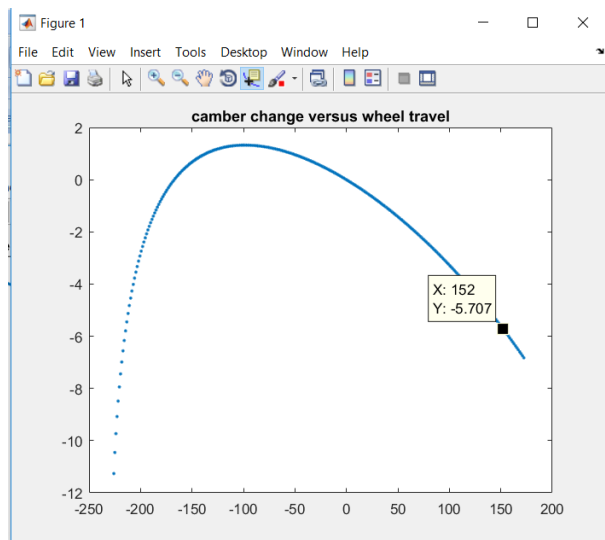 Figure 1
File Edit View Insert Tools Desktop Window Help
camber change versus wheel travel
2
0
-2
-4
X: 152
Y: -5.707
-6
-8
-10
-12
-250 -200 -150 -100 -50 0 50 100 150 200